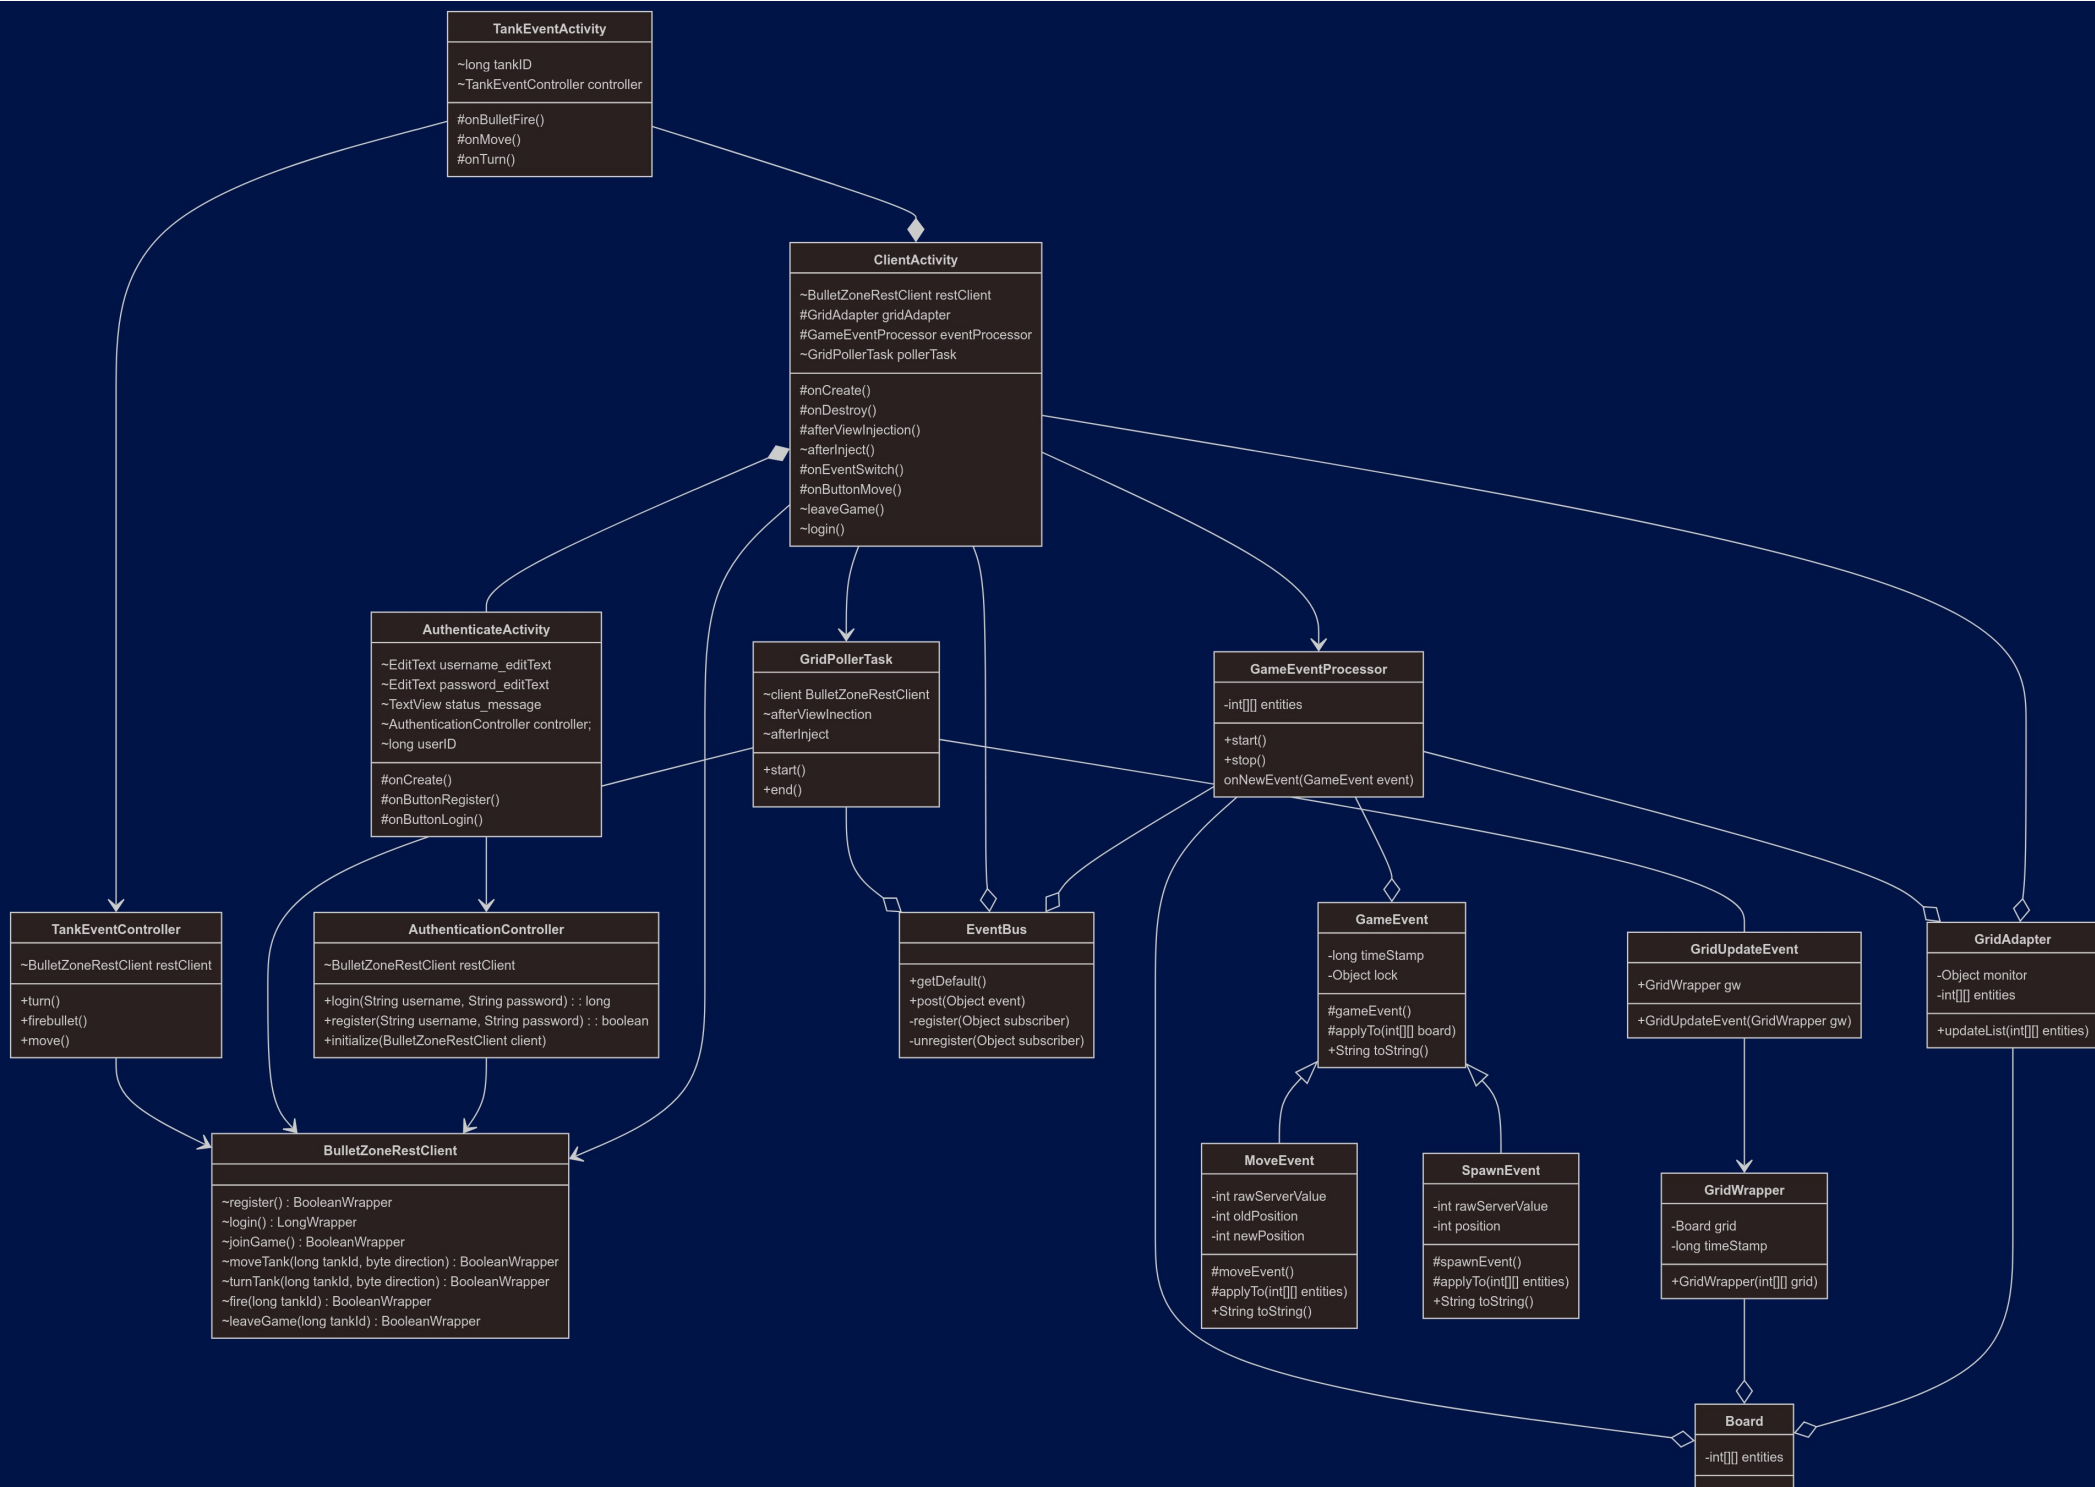 TankEventActivity
~long tankID
~TankEventController controller
#onBulletFire()
#onMove()
#onTurn()
ClientActivity
~BulletZoneRestClient restClient
#GridAdapter gridAdapter
#GameEventProcessor eventProcessor
~GridPollerTask pollerTask
#onCreate()
#onDestroy()
#afterViewInjection()
~afterInject()
#onEventSwitch()
#onButtonMove()
~leaveGame()
~login()
AuthenticateActivity
~EditText username_editText
~EditText password_editText
~TextView status_message
~AuthenticationController controller;
~long userID
#onCreate()
#onButtonRegister()
#onButtonLogin()
GridPollerTask
~client BulletZoneRestClient
~afterViewInection
~afterInject
+start()
+end()
GameEventProcessor
-int[][] entities
+start()
+stop()
onNewEvent(GameEvent event)
TankEventController
~BulletZoneRestClient restClient
+turn()
+firebullet()
+move()
AuthenticationController
~BulletZoneRestClient restClient
+login(String username, String password) : : long
+register(String username, String password) : : boolean
+initialize(BulletZoneRestClient client)
EventBus
+getDefault()
+post(Object event)
-register(Object subscriber)
-unregister(Object subscriber)
GameEvent
-long timeStamp
-Object lock
#gameEvent()
#applyTo(int[][] board)
+String toString()
GridUpdateEvent
+GridWrapper gw
+GridUpdateEvent(GridWrapper gw)
GridAdapter
-Object monitor
-int[][] entities
+updateList(int[][] entities)
BulletZoneRestClient
~register() : BooleanWrapper
~login() : LongWrapper
~joinGame() : BooleanWrapper
~moveTank(long tankId, byte direction) : BooleanWrapper
~turnTank(long tankId, byte direction) : BooleanWrapper
~fire(long tankId) : BooleanWrapper
~leaveGame(long tankId) : BooleanWrapper
MoveEvent
-int rawServerValue
-int oldPosition
-int newPosition
#moveEvent()
#applyTo(int[][] entities)
+String toString()
SpawnEvent
-int rawServerValue
-int position
#spawnEvent()
#applyTo(int[][] entities)
+String toString()
GridWrapper
-Board grid
-long timeStamp
+GridWrapper(int[][] grid)
Board
-int[][] entities